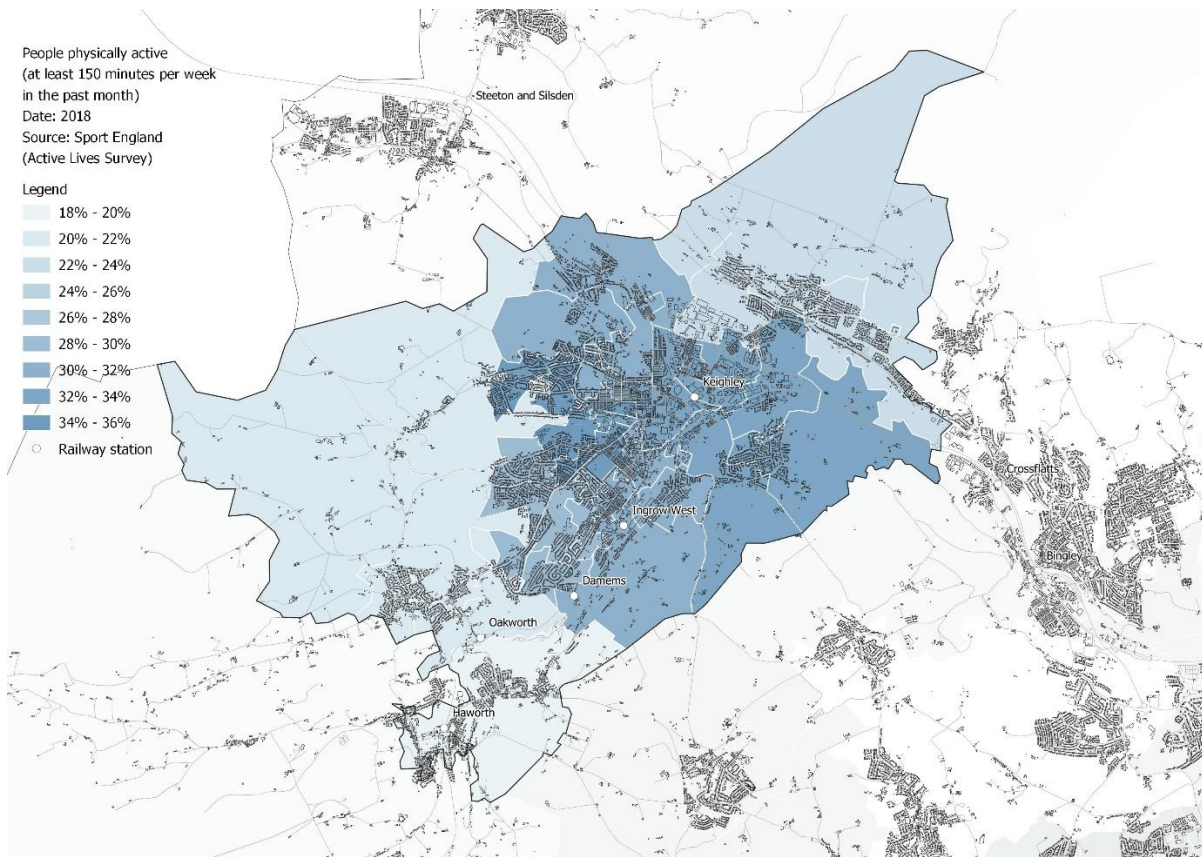 People physically active
(at least 150 minutes per week
in the past month)
Date: 2018
Source: Sport England
(Active Lives Survey)
Legend
18% - 20%
20% - 22%
22% - 24%
24% - 26%
26% - 28%
28% - 30%
30% - 32%
32% - 34%
34% - 36%
Railway station
Steeton and Silsden
Keighley
Crossflatts
Ingrow West
Bingley
Damems
Oakworth
Haworth